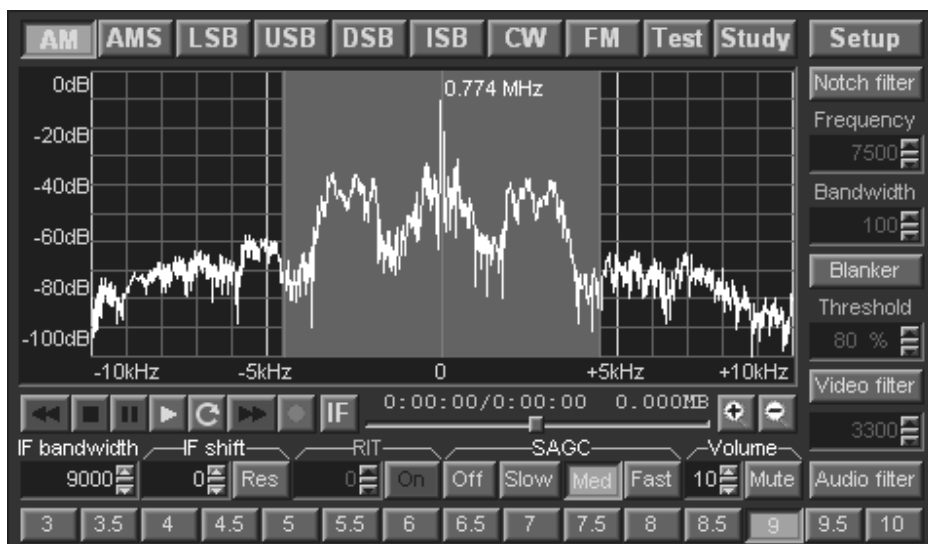 AM AMS LSB USB DSB ISB CW FM Test Study Setup
0dB
0.774 MHz
Notch filter
Frequency
-20dB
7500
-40dB
Bandwidth
100
-60dB
Blanker
-80dB
Threshold
-100dB
80 %
-10kHz -5kHz 0 +5kHz +10kHz
Video filter
IF 0:00:00/0:00:00 0.000MB
3300
IF bandwidth IF shift RIT SAGC Volume
9000 0 Res 0 On Off Slow Med Fast 10 Mute Audio filter
3 3.5 4 4.5 5 5.5 6 6.5 7 7.5 8 8.5 9 9.5 10